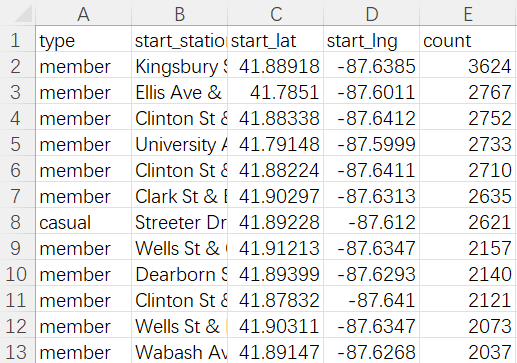 A B C D E
1 type start_statio start_lat start_lng count
2 member Kingsbury S 41.88918 -87.6385 3624
3 member Ellis Ave & 41.7851 -87.6011 2767
4 member Clinton St & 41.88338 -87.6412 2752
5 member University A 41.79148 -87.5999 2733
6 member Clinton St & 41.88224 -87.6411 2710
7 member Clark St & E 41.90297 -87.6313 2635
8 casual Streeter Dr 41.89228 -87.612 2621
9 member Wells St & 41.91213 -87.6347 2157
10 member Dearborn S 41.89399 -87.6293 2140
11 member Clinton St & 41.87832 -87.641 2121
12 member Wells St & 41.90311 -87.6347 2073
13 member Wabash Av 41.89147 -87.6268 2037